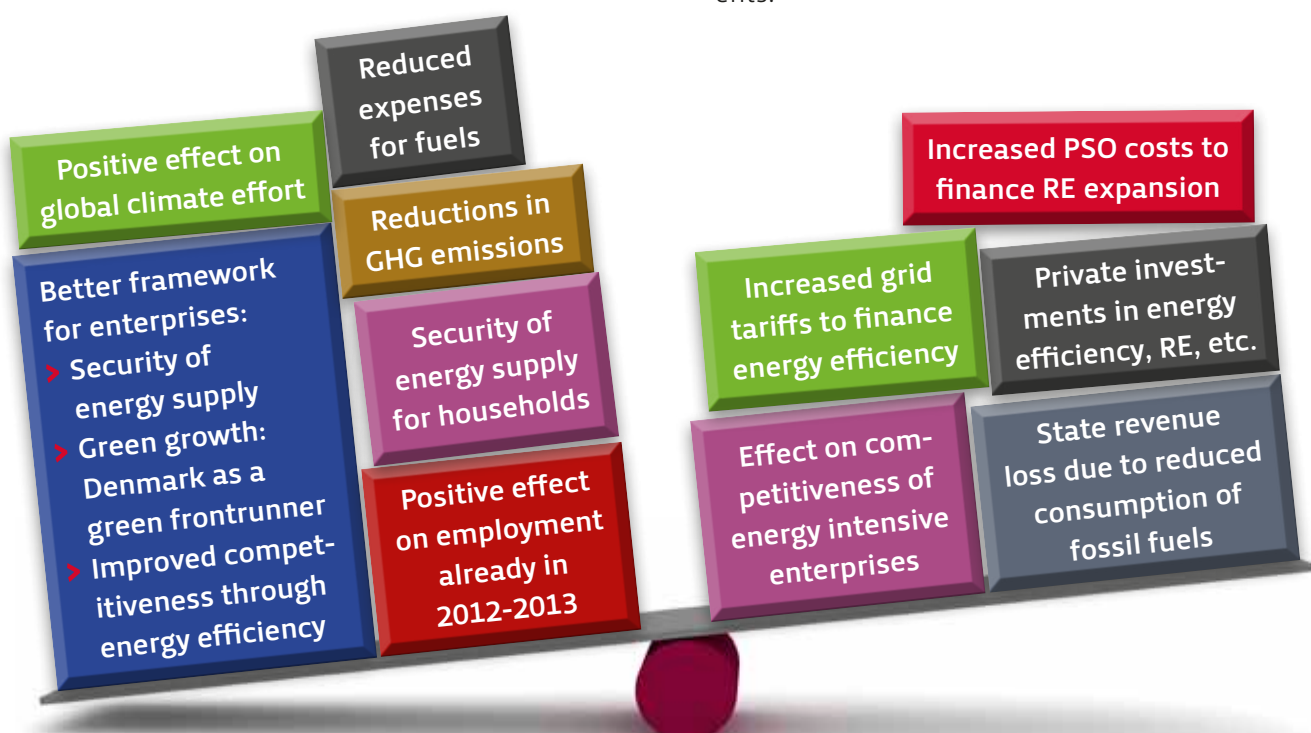 ents.
Reduced
expenses
for fuels
Positive effect on
global climate effort
Reductions in
GHG emissions
Better framework
for enterprises:
> Security of
energy supply
> Green growth:
Denmark as a
green frontrunner
> Improved compet-
itiveness through
energy efficiency
Security of
energy supply
for households
Positive effect
on employment
already in
2012-2013
Increased PSO costs to
finance RE expansion
Increased grid
tariffs to finance
energy efficiency
Private invest-
ments in energy
efficiency, RE, etc.
Effect on com-
petitiveness of
energy intensive
enterprises
State revenue
loss due to reduced
consumption of
fossil fuels